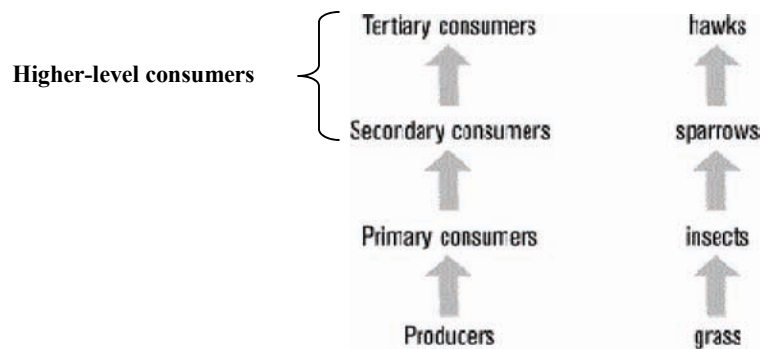 Tertiary consumers hawks
Higher-level consumers
Secondary consumers sparrows
Primary consumers insects
Producers grass